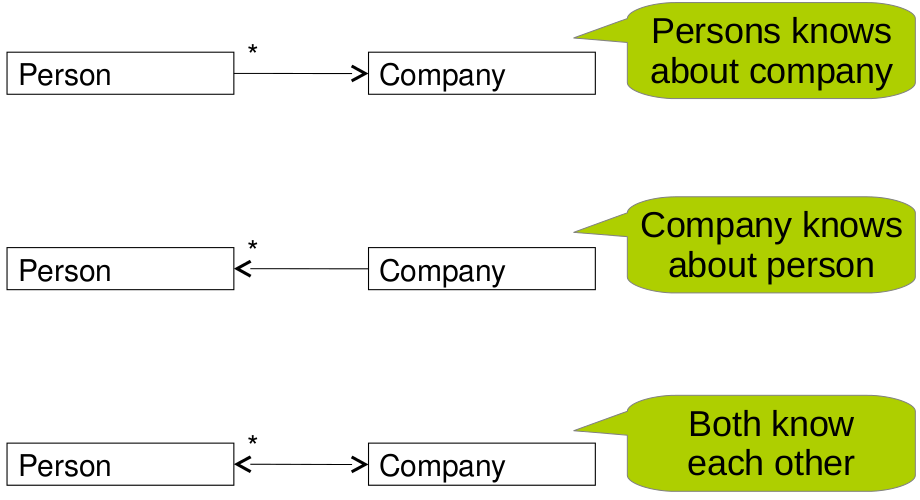 *
Person
Company
Persons knows
about company
*
Person
Company
Company knows
about person
*
Person
Company
Both know
each other